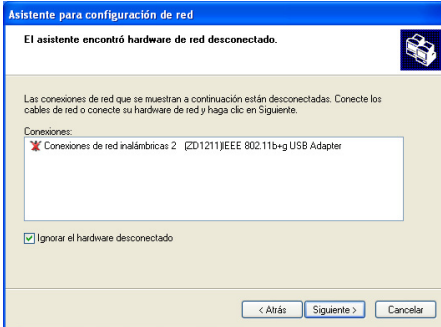 Asistente para configuración de red
El asistente encontró hardware de red desconectado.
Las conexiones de red que se muestran a continuación están desconectadas. Conecte los
cables de red o conecte su hardware de red y haga clic en Siguiente.
Conexiones:
Conexiones de red inalámbricas 2 (ZD1211)IEEE 802.11b+g USB Adapter
Ignorar el hardware desconectado
< Atrás Siguiente > Cancelar